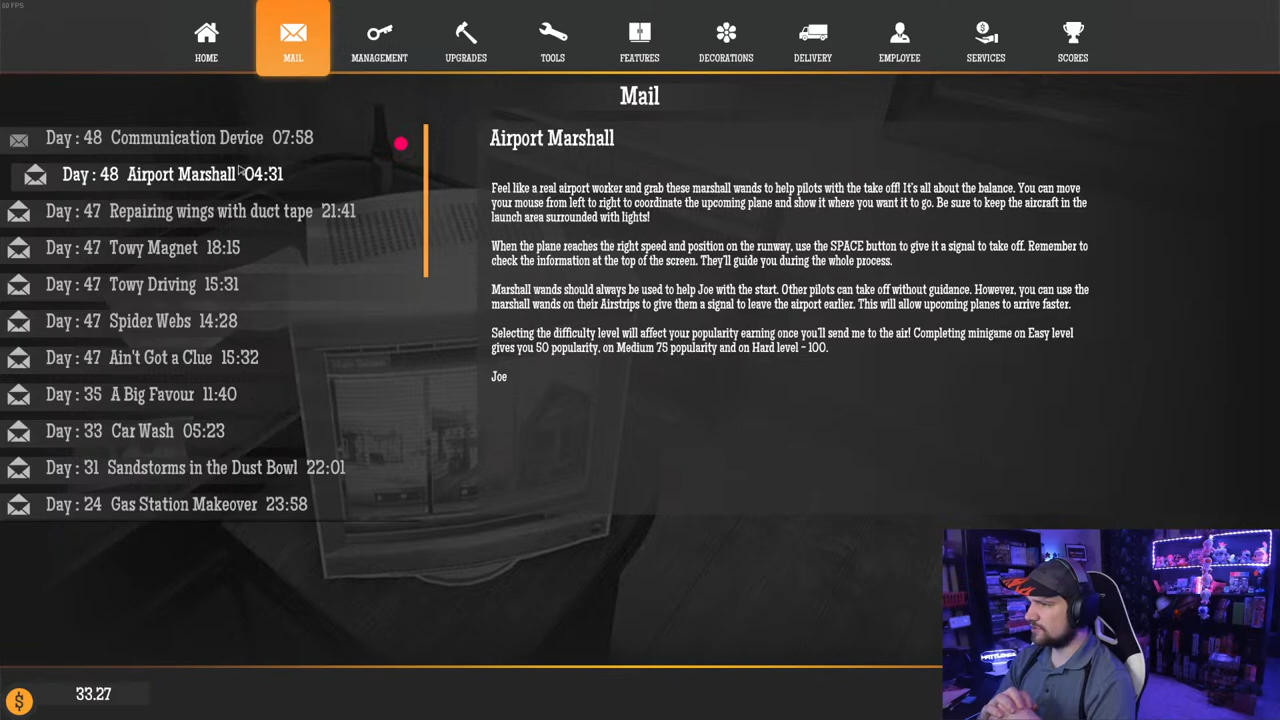 60 FPS
HOME
MAIL
MANAGEMENT
UPGRADES
TOOLS
FEATURES
DECORATIONS
DELIVERY
EMPLOYEE
SERVICES
SCORES
Mail
Day : 48 Communication Device 07:58
Day : 48 Airport Marshall 04:31
Day : 47 Repairing wings with duct tape 21:41
Day : 47 Towy Magnet 18:15
Day : 47 Towy Driving 15:31
Day : 47 Spider Webs 14:28
Day : 47 Ain't Got a Clue 15:32
Day : 35 A Big Favour 11:40
Day : 33 Car Wash 05:23
Day : 31 Sandstorms in the Dust Bowl 22:01
Day : 24 Gas Station Makeover 23:58
Airport Marshall
Feel like a real airport worker and grab these marshall wands to help pilots with the take off! It's all about the balance. You can move
your mouse from left to right to coordinate the upcoming plane and show it where you want it to go. Be sure to keep the aircraft in the
launch area surrounded with lights!
When the plane reaches the right speed and position on the runway, use the SPACE button to give it a signal to take off. Remember to
check the information at the top of the screen. They'll guide you during the whole process.
Marshall wands should always be used to help Joe with the start. Other pilots can take off without guidance. However, you can use the
marshall wands on their Airstrips to give them a signal to leave the airport earlier. This will allow upcoming planes to arrive faster.
Selecting the difficulty level will affect your popularity earning once you'll send me to the air! Completing minigame on Easy level
gives you 50 popularity, on Medium 75 popularity and on Hard level - 100.
Joe
$ 33.27